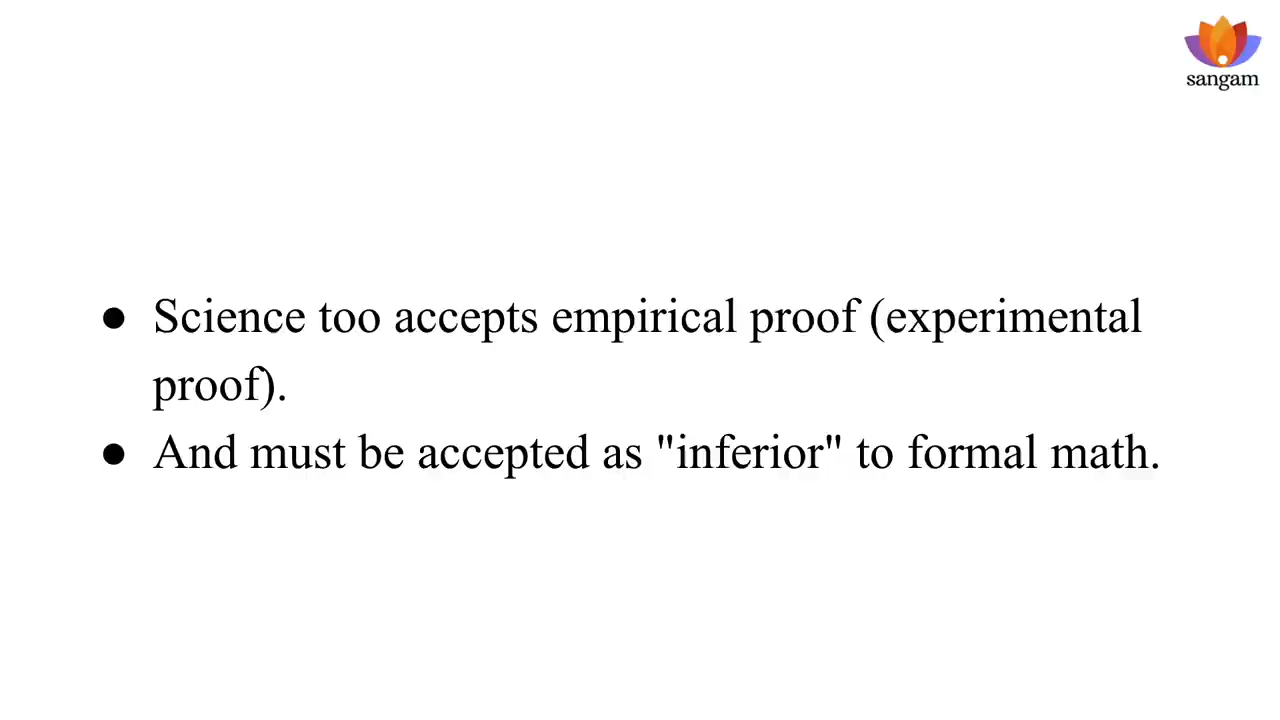 sangam
● Science too accepts empirical proof (experimental
proof).
● And must be accepted as "inferior" to formal math.